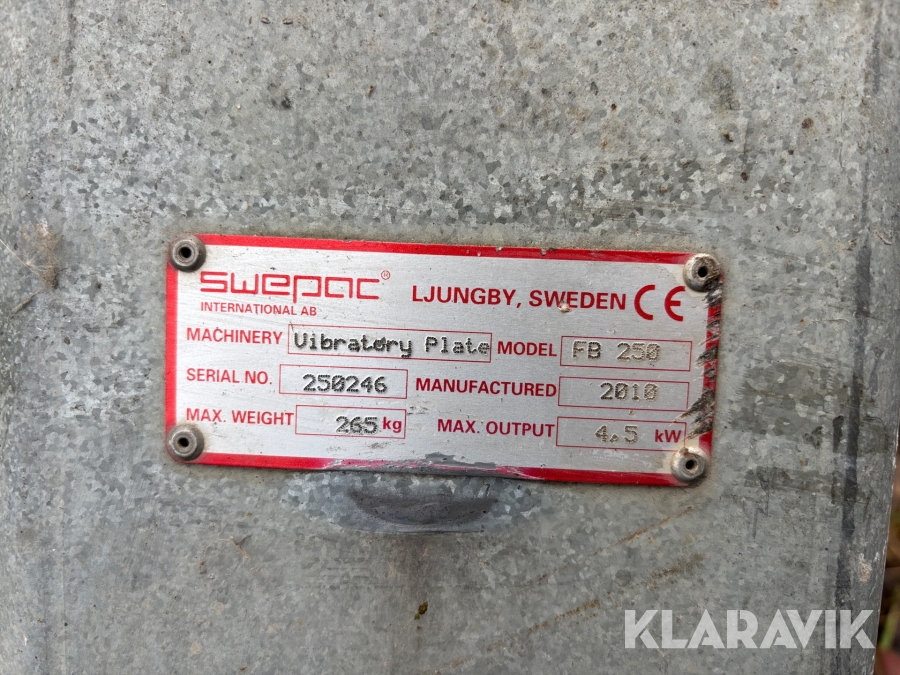 swepac®
INTERNATIONAL AB
LJUNGBY, SWEDEN CE
MACHINERY Vibratory Plate MODEL FB 250
SERIAL NO. 250246 MANUFACTURED 2010
MAX. WEIGHT 265 kg MAX. OUTPUT 4,5 kW
KLARAVIK